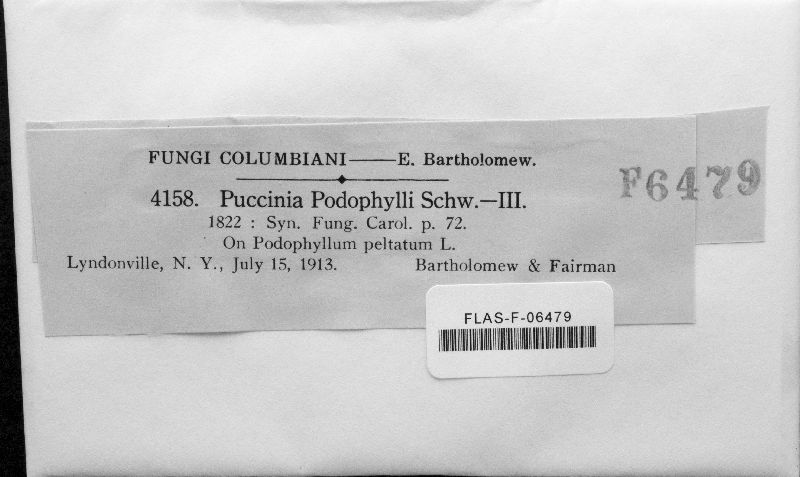 FUNGI COLUMBIANI——E. Bartholomew.
4158. Puccinia Podophylli Schw.—III.
1822 : Syn. Fung. Carol. p. 72.
On Podophyllum peltatum L.
Lyndonville, N. Y., July 15, 1913. Bartholomew & Fairman
F6479
FLAS-F-06479